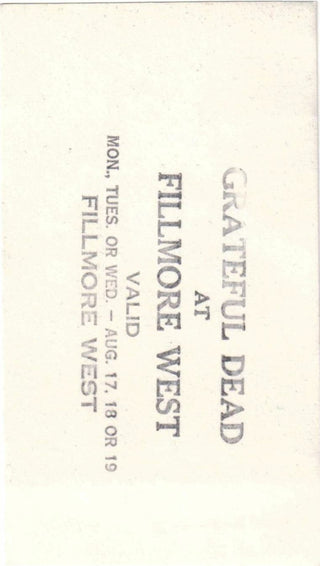 GRATEFUL DEAD
AT
FILLMORE WEST
VALID
MON., TUES. OR WED. – AUG. 17, 18 OR 19
FILLMORE WEST